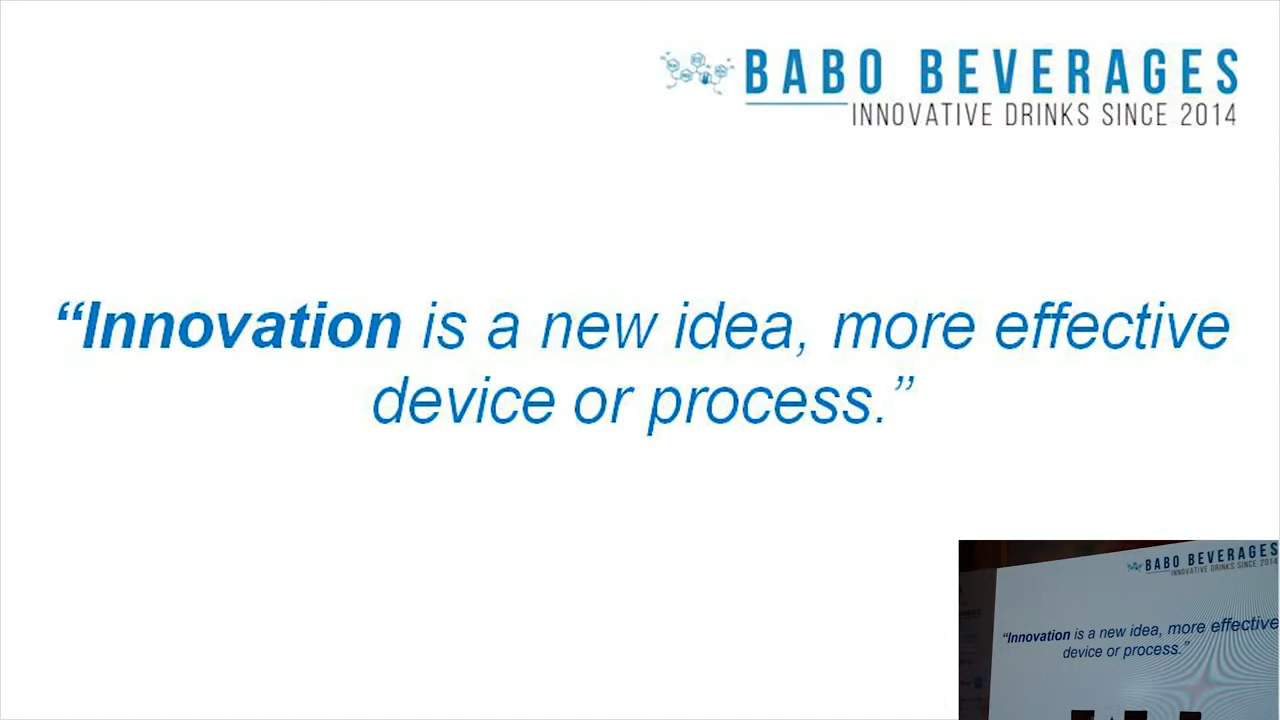 BABO BEVERAGES
INNOVATIVE DRINKS SINCE 2014
“Innovation is a new idea, more effective
device or process.”
BABO BEVERAGES
INNOVATIVE DRINKS SINCE 2014
“Innovation is a new idea, more effective
device or process.”